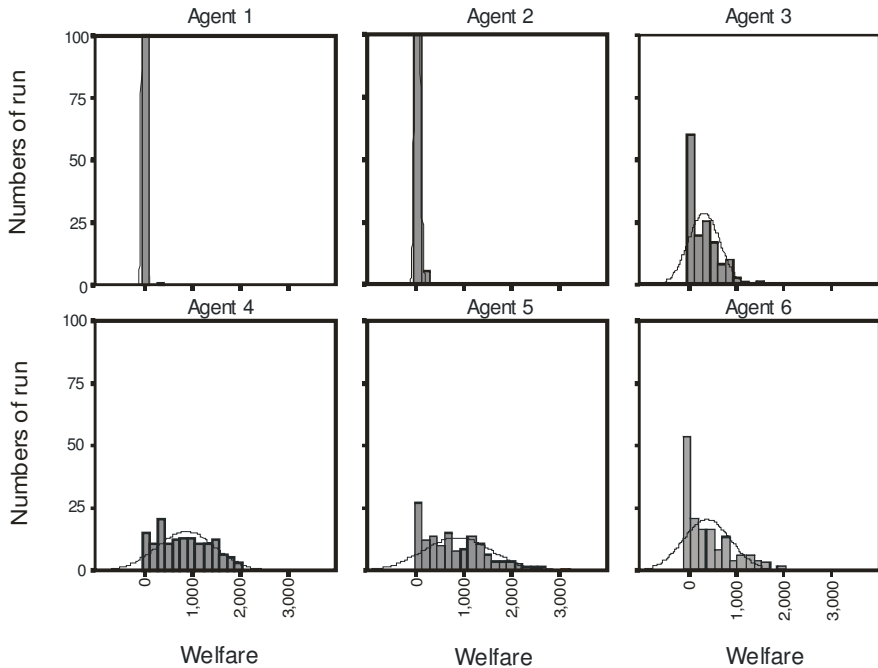 Agent 1
Agent 2
Agent 3
Numbers of run
100
75
50
25
0
Agent 4
Agent 5
Agent 6
Numbers of run
100
75
50
25
0
0
1,000
2,000
3,000
0
1,000
2,000
3,000
0
1,000
2,000
3,000
Welfare
Welfare
Welfare